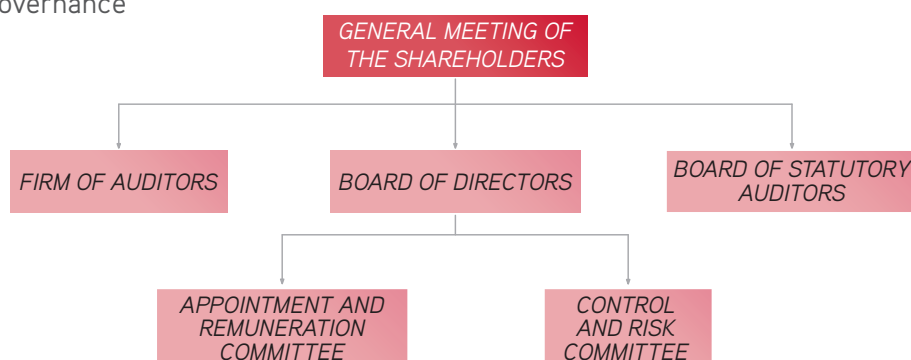 overnance
GENERAL MEETING OF
THE SHAREHOLDERS
FIRM OF AUDITORS
BOARD OF DIRECTORS
BOARD OF STATUTORY
AUDITORS
APPOINTMENT AND
REMUNERATION
COMMITTEE
CONTROL
AND RISK
COMMITTEE